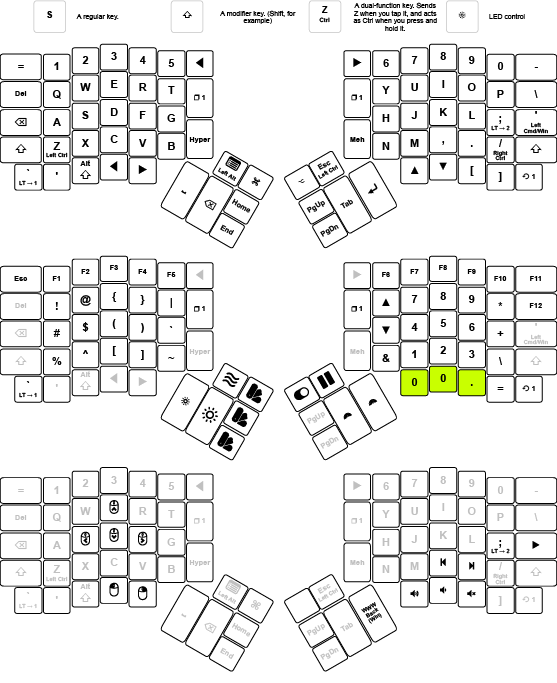 S A regular key.
A modifier key. (Shift, for example)
Z Ctrl A dual-function key. Sends Z when you tap it, and acts as Ctrl when you press and hold it.
LED control
= 1 2 3 4 5 6 7 8 9 0 -
Del Q W E R T 1 1 Y U I O P \
A S D F G H J K L ; LT → 2 ' Left Cmd/Win
Z Left Ctrl X C V B Hyper Meh N M , . / Right Ctrl
` LT → 1 ' Alt [ ] 1
Left Alt Home End
Esc Left Ctrl PgUp PgDn Tab
Esc F1 F2 F3 F4 F5 F6 F7 F8 F9 F10 F11
Del ! @ { } | 1 1 7 8 9 * F12
# $ ( ) ` 4 5 6 + ' Left Cmd/Win
% ^ [ ] ~ Hyper Meh & 1 2 3 \
` LT → 1 ' Alt 0 0 . = 1
PgUp PgDn
= 1 2 3 4 5 6 7 8 9 0 -
Del Q W R T 1 1 Y U I O P \
A G H J K L ; LT → 2
Z Left Ctrl X C V B Hyper Meh N M / Right Ctrl
` LT → 1 ' Alt ] 1
Left Alt Home End
Esc Left Ctrl PgUp PgDn Tab WWW Back (Win)